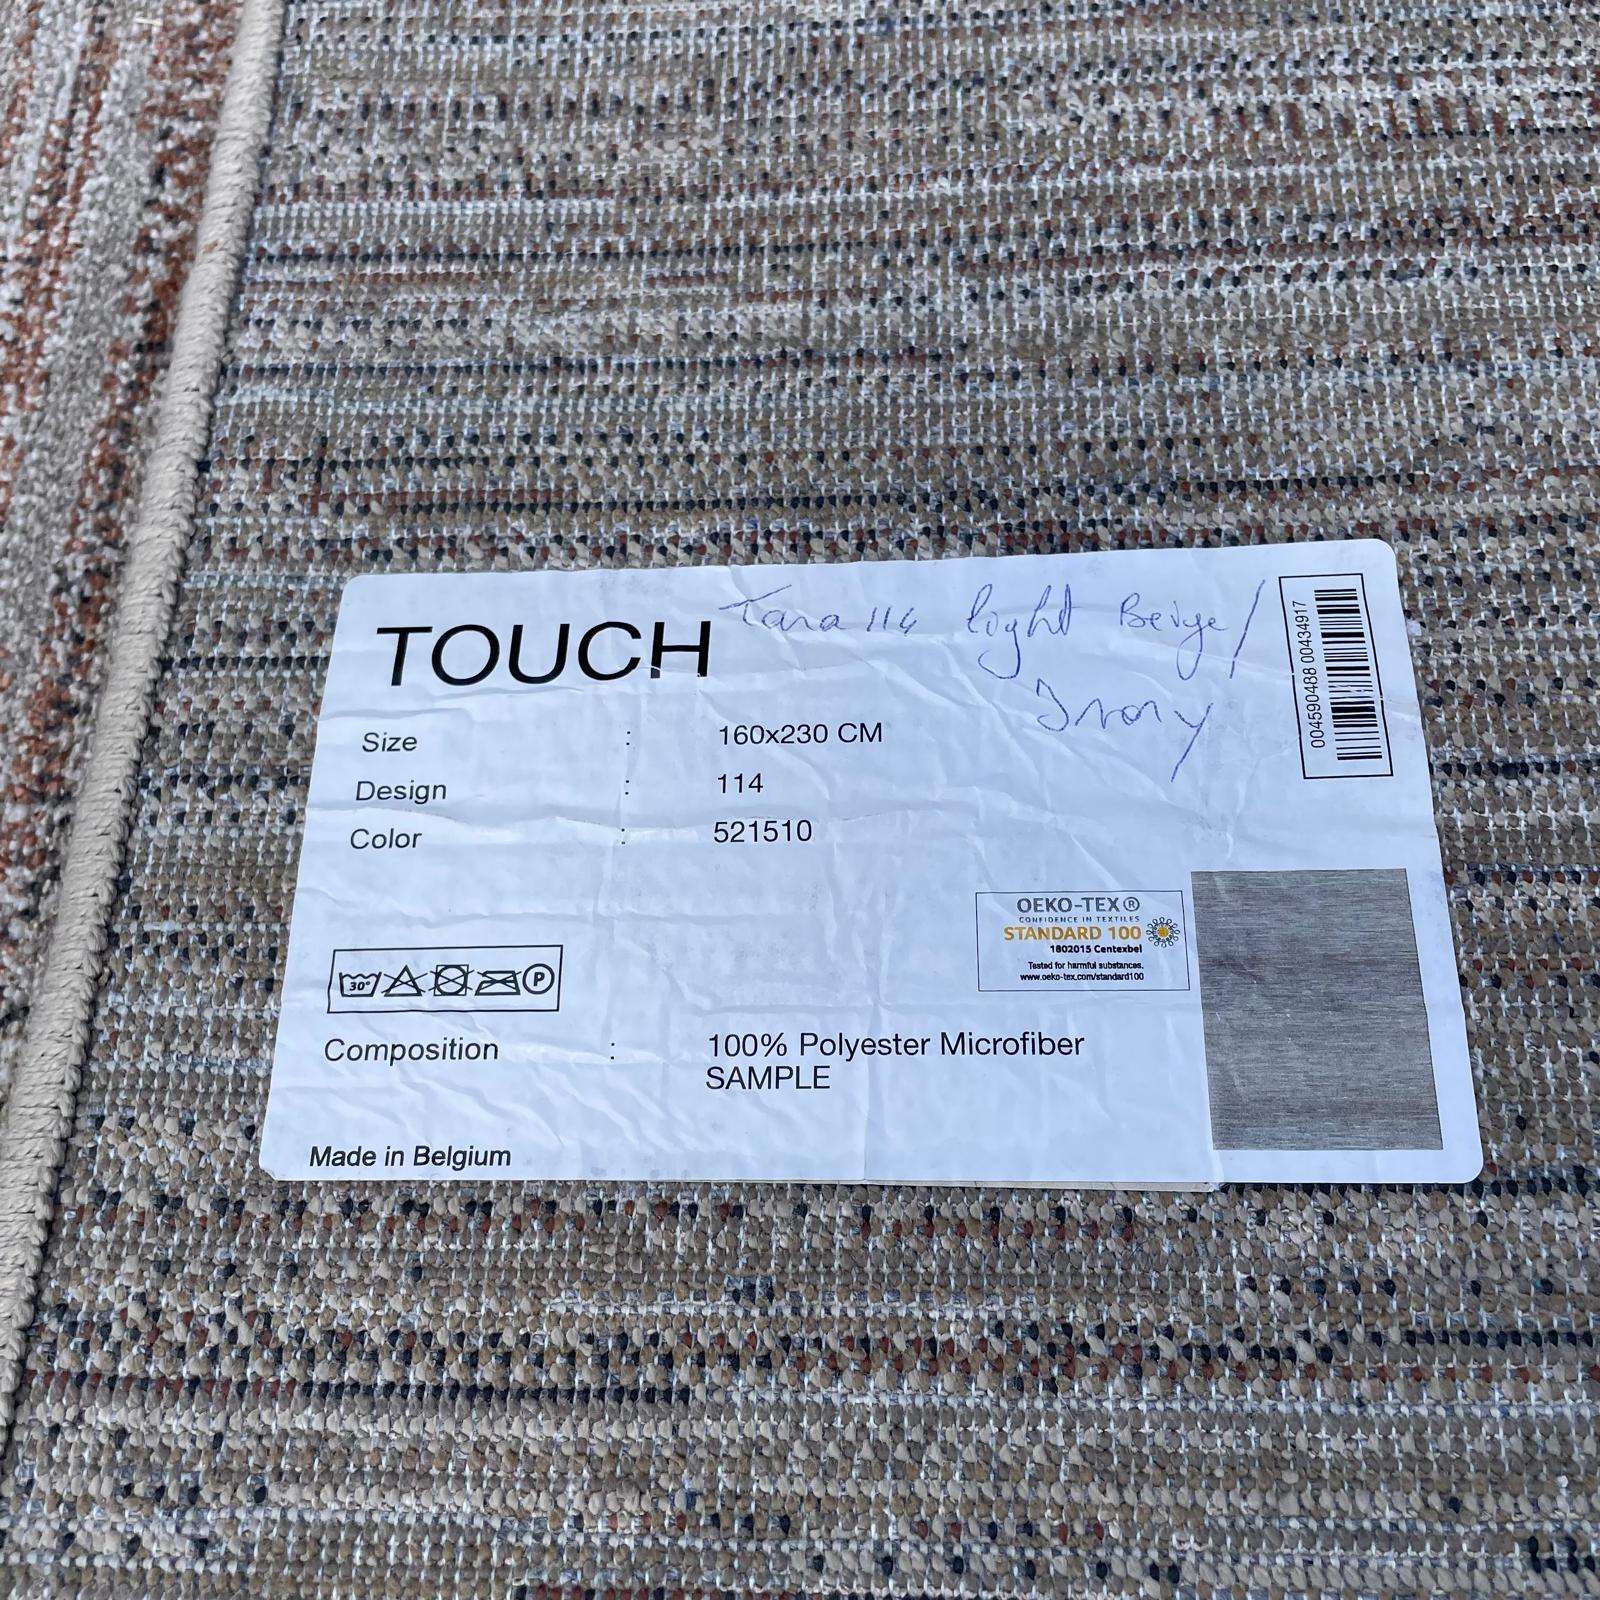 TOUCH
Tara 114 light Beige/
Ivory
004590488 00434917
Size : 160x230 CM
Design : 114
Color : 521510
OEKO-TEX®
CONFIDENCE IN TEXTILES
STANDARD 100
1802015 Centexbel
Tested for harmful substances.
www.oeko-tex.com/standard100
30° P
Composition : 100% Polyester Microfiber
SAMPLE
Made in Belgium